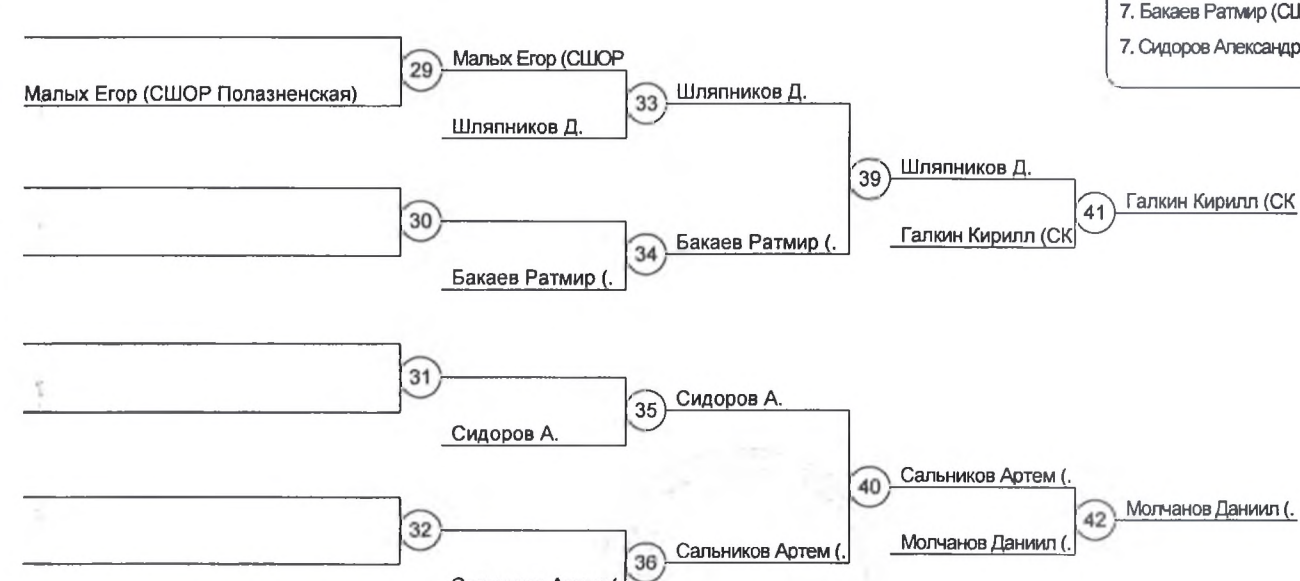 7. Бакаев Ратмир (СШ
7. Сидоров Александр
29
Малых Егор (СШОР
Малых Егор (СШОР Полазненская)
33
Шляпников Д.
Шляпников Д.
39
Шляпников Д.
41
Галкин Кирилл (СК
30
34
Бакаев Ратмир (.
Галкин Кирилл (СК
Бакаев Ратмир (.
31
35
Сидоров А.
Сидоров А.
40
Сальников Артем (.
42
Молчанов Даниил (.
32
36
Сальников Артем (.
Молчанов Даниил (.